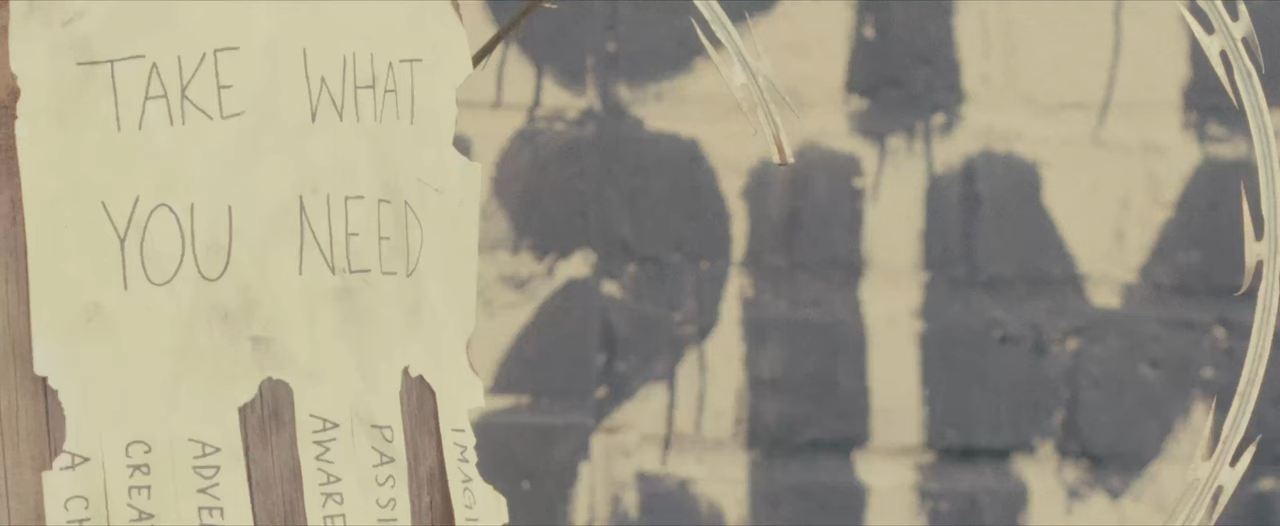 TAKE WHAT
YOU NEED
A CH
CREA
ADVE
AWARE
PASSI
IMAGI